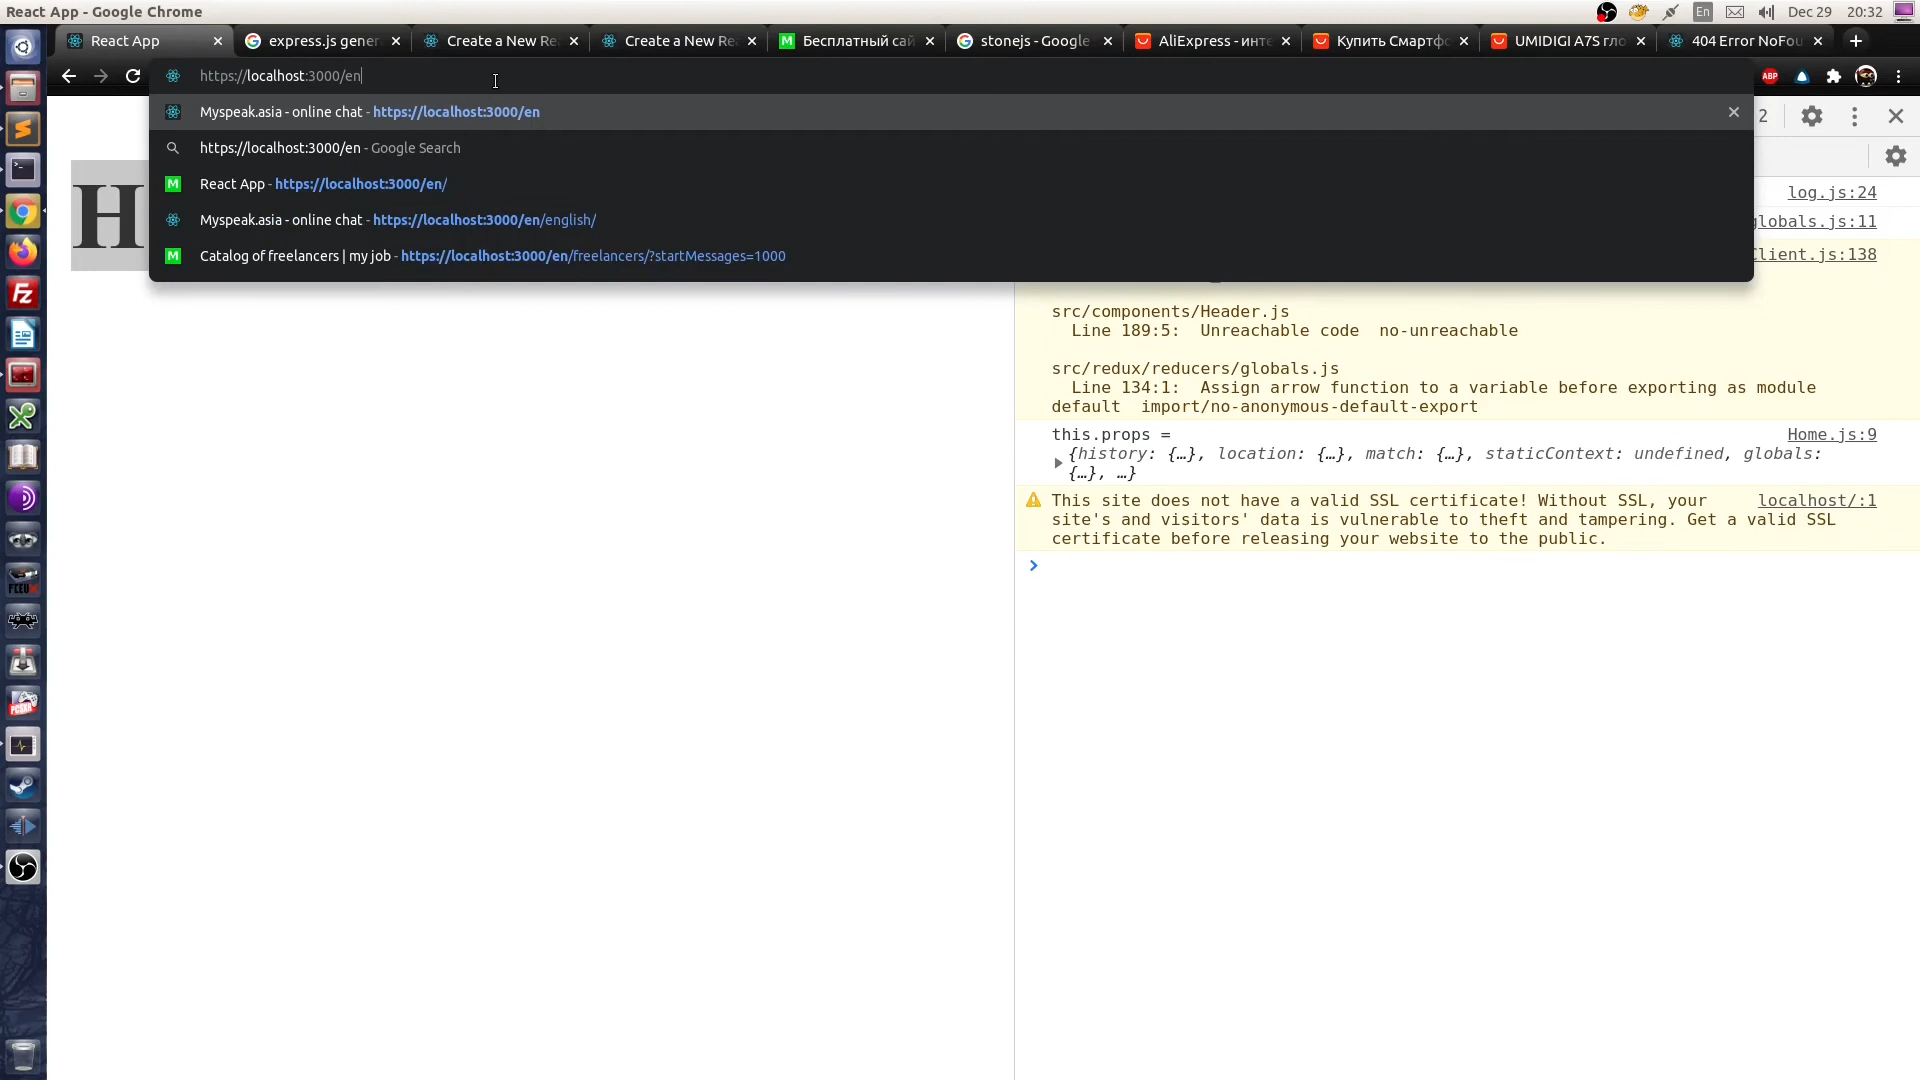 React App - Google Chrome
En
Dec 29
20:32
React App
express.js gener
Create a New Re
Create a New Re
M Бесплатный сай
stonejs - Google
AliExpress - инте
Купить Смартфо
UMIDIGI A7S гло
404 Error NoFou
https://localhost:3000/en
ABP
Myspeak.asia - online chat - https://localhost:3000/en
2
https://localhost:3000/en - Google Search
M React App - https://localhost:3000/en/
Myspeak.asia - online chat - https://localhost:3000/en/english/
M Catalog of freelancers | my job - https://localhost:3000/en/freelancers/?startMessages=1000
H
log.js:24
globals.js:11
Client.js:138
src/components/Header.js
Line 189:5: Unreachable code no-unreachable
src/redux/reducers/globals.js
Line 134:1: Assign arrow function to a variable before exporting as module
default import/no-anonymous-default-export
this.props = Home.js:9
{history: {…}, location: {…}, match: {…}, staticContext: undefined, globals:
{…}, …}
This site does not have a valid SSL certificate! Without SSL, your localhost/:1
site's and visitors' data is vulnerable to theft and tampering. Get a valid SSL
certificate before releasing your website to the public.
Fz
FCEU
PCSXR